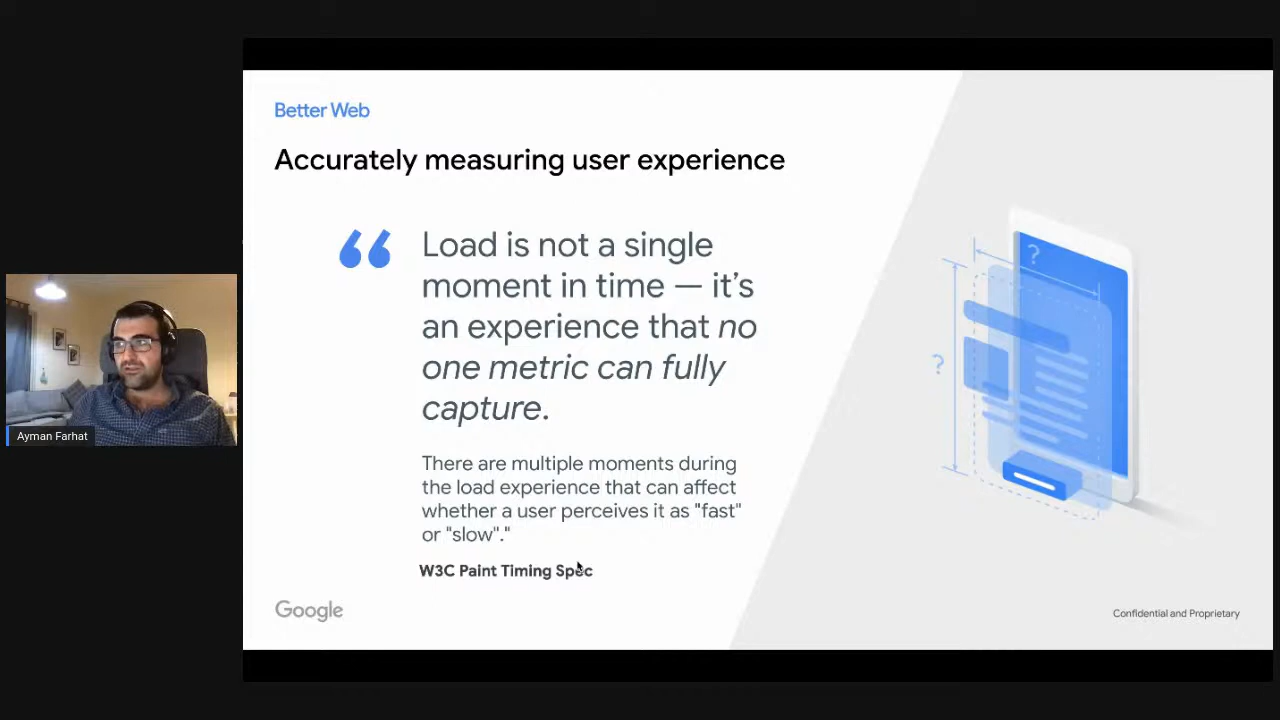 Better Web
Accurately measuring user experience
“
Load is not a single
moment in time — it’s
an experience that no
one metric can fully
capture.
There are multiple moments during
the load experience that can affect
whether a user perceives it as "fast"
or "slow"."
W3C Paint Timing Spec
Google
Confidential and Proprietary
Ayman Farhat
?
?